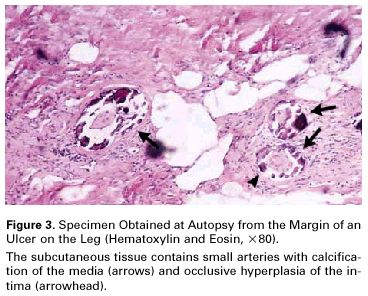 Figure 3. Specimen Obtained at Autopsy from the Margin of an
Ulcer on the Leg (Hematoxylin and Eosin, ×80).
The subcutaneous tissue contains small arteries with calcifica-
tion of the media (arrows) and occlusive hyperplasia of the in-
tima (arrowhead).